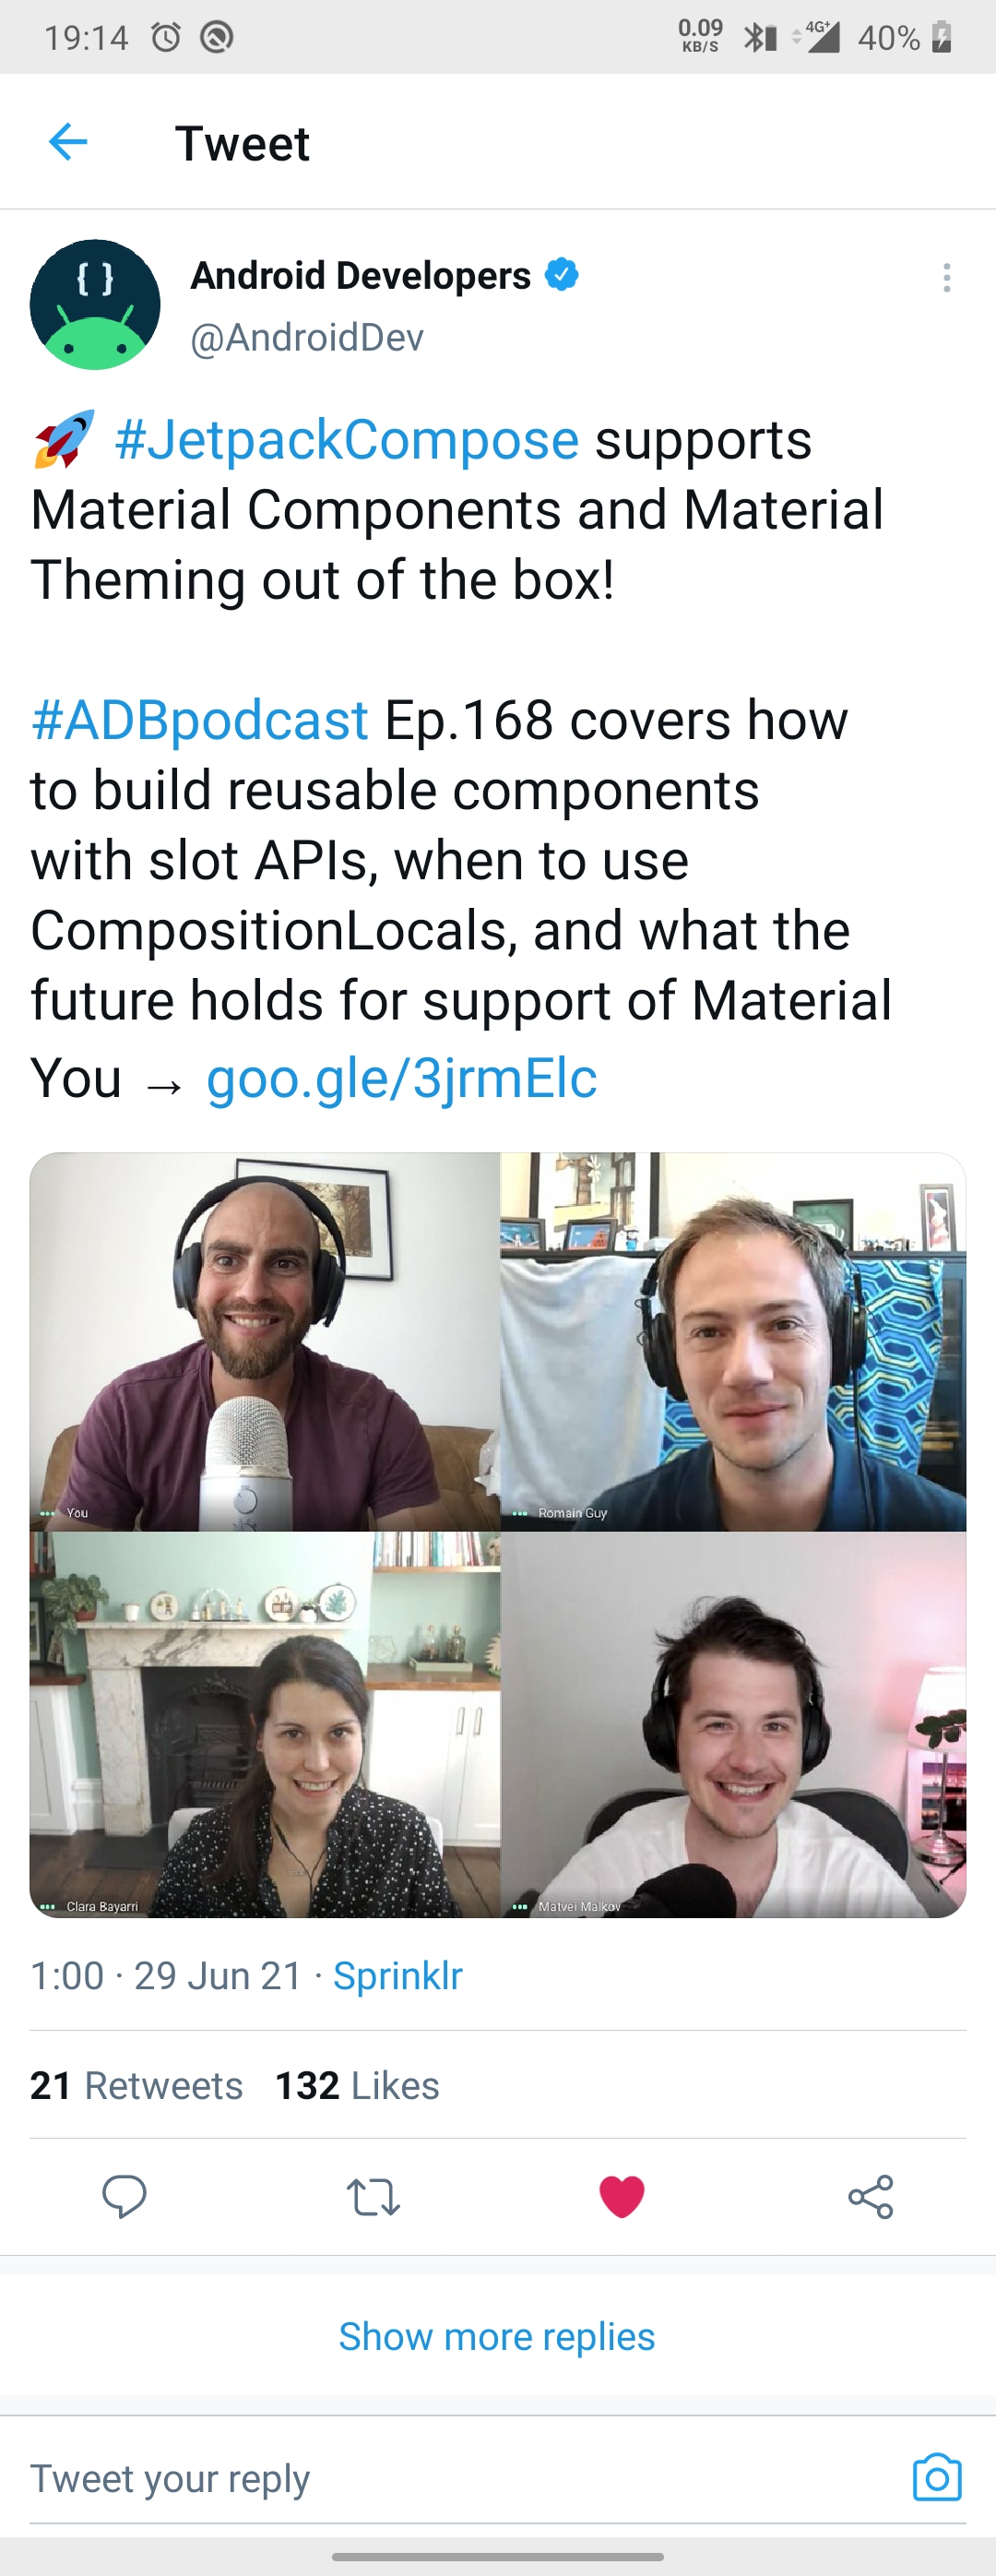 19:14 0.09 KB/S 4G+ 40%
Tweet
{ }
Android Developers
@AndroidDev
🚀 #JetpackCompose supports
Material Components and Material
Theming out of the box!
#ADBpodcast Ep.168 covers how
to build reusable components
with slot APIs, when to use
CompositionLocals, and what the
future holds for support of Material
You → goo.gle/3jrmElc
You
Romain Guy
Clara Bayarri
Matvei Malkov
1:00 · 29 Jun 21 · Sprinklr
21 Retweets 132 Likes
Show more replies
Tweet your reply